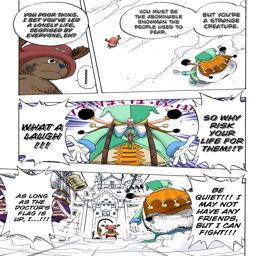 BUT YOU'RE
A STRANGE
CREATURE.
YOU MUST BE
THE ABOMINABLE
SNOWMAN THE
PEOPLE USED TO
FEAR.
YOU POOR THING.
I BET YOU'VE LED
A LONELY LIFE,
DESPISED BY
EVERYONE, EH?
SO WHY
RISK
YOUR
LIFE FOR
THEM!!?
WHAT A
LAUGH
!!!
BE
QUIET!!! I
MAY NOT
HAVE ANY
FRIENDS,
BUT I CAN
FIGHT!!!
AS LONG
AS THE
DOCTOR'S
FLAG IS
UP, I...!!!